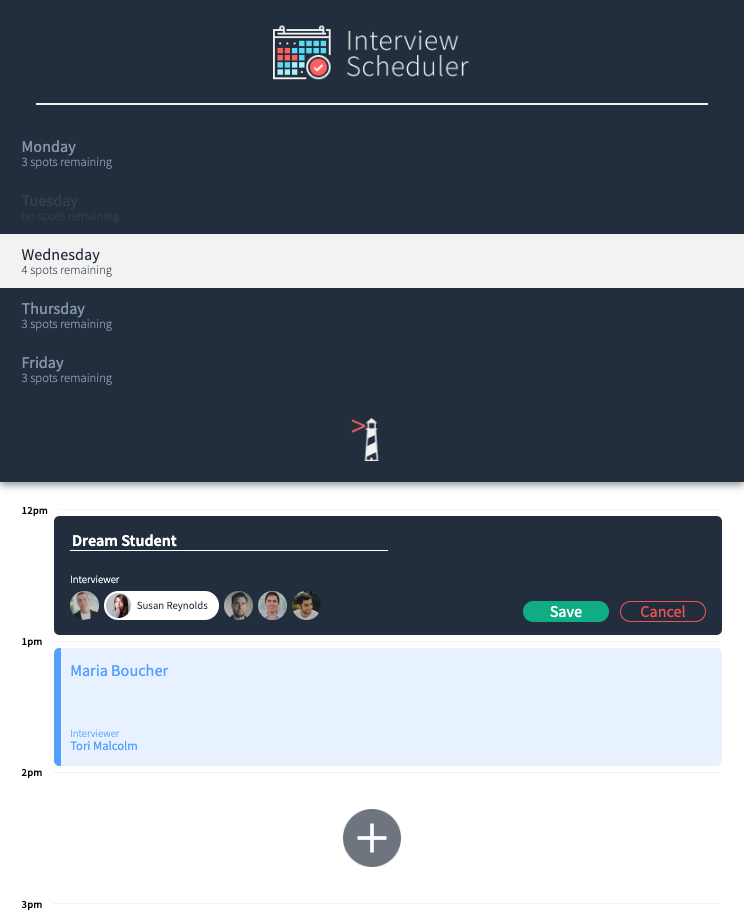 Interview
Scheduler
Monday
3 spots remaining
Tuesday
no spots remaining
Wednesday
4 spots remaining
Thursday
3 spots remaining
Friday
3 spots remaining
12pm
Dream Student
Interviewer
Susan Reynolds
Save
Cancel
1pm
Maria Boucher
Interviewer
Tori Malcolm
2pm
3pm